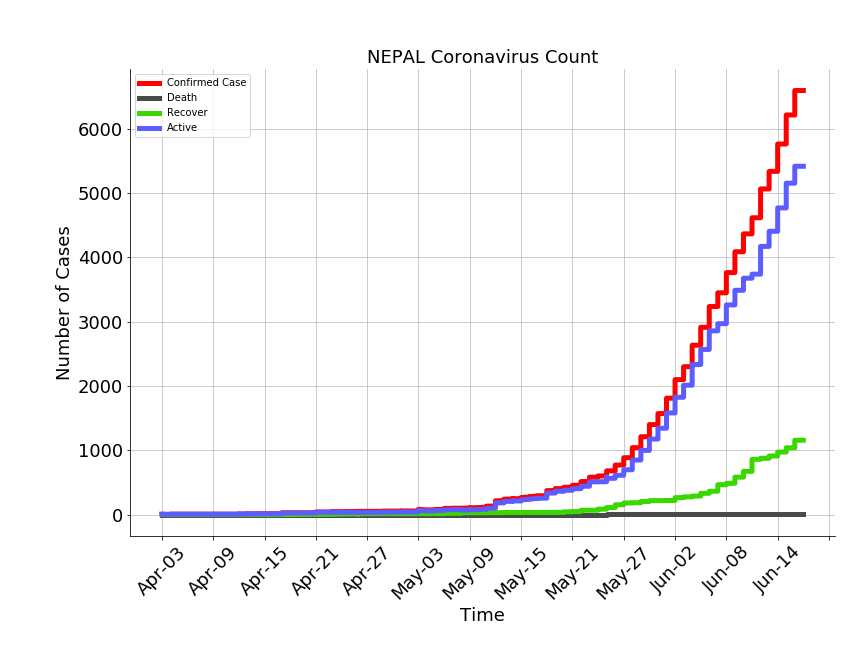 NEPAL Coronavirus Count
Confirmed Case
Death
Recover
Active
Number of Cases
6000
5000
4000
3000
2000
1000
0
Apr-03
Apr-09
Apr-15
Apr-21
Apr-27
May-03
May-09
May-15
May-21
May-27
Jun-02
Jun-08
Jun-14
Time